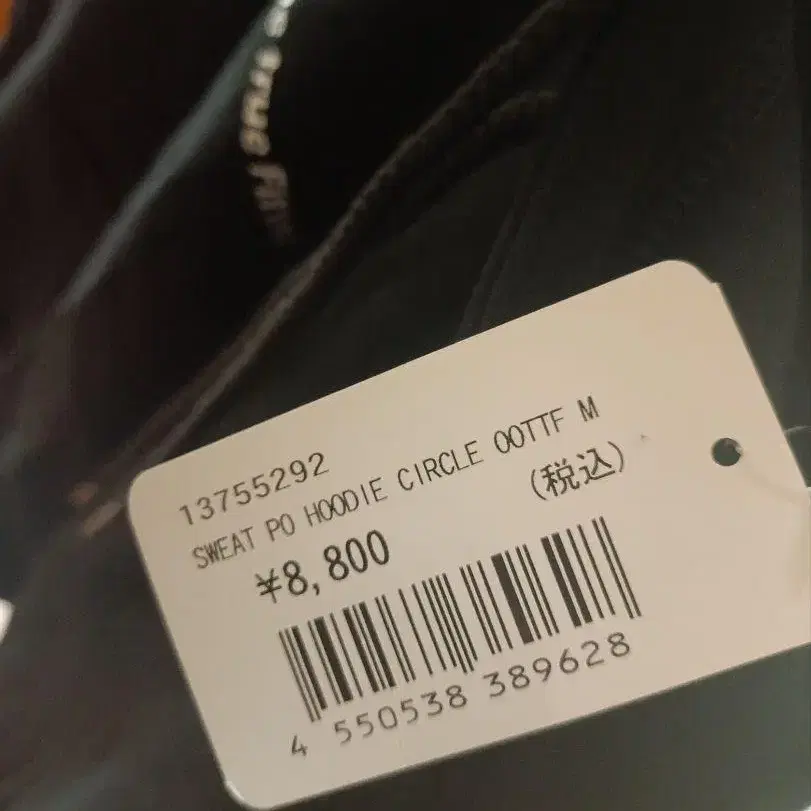 13755292
SWEAT PO HOODIE CIRCLE OOTTF M
¥8,800 (税込)
4 550538 389628